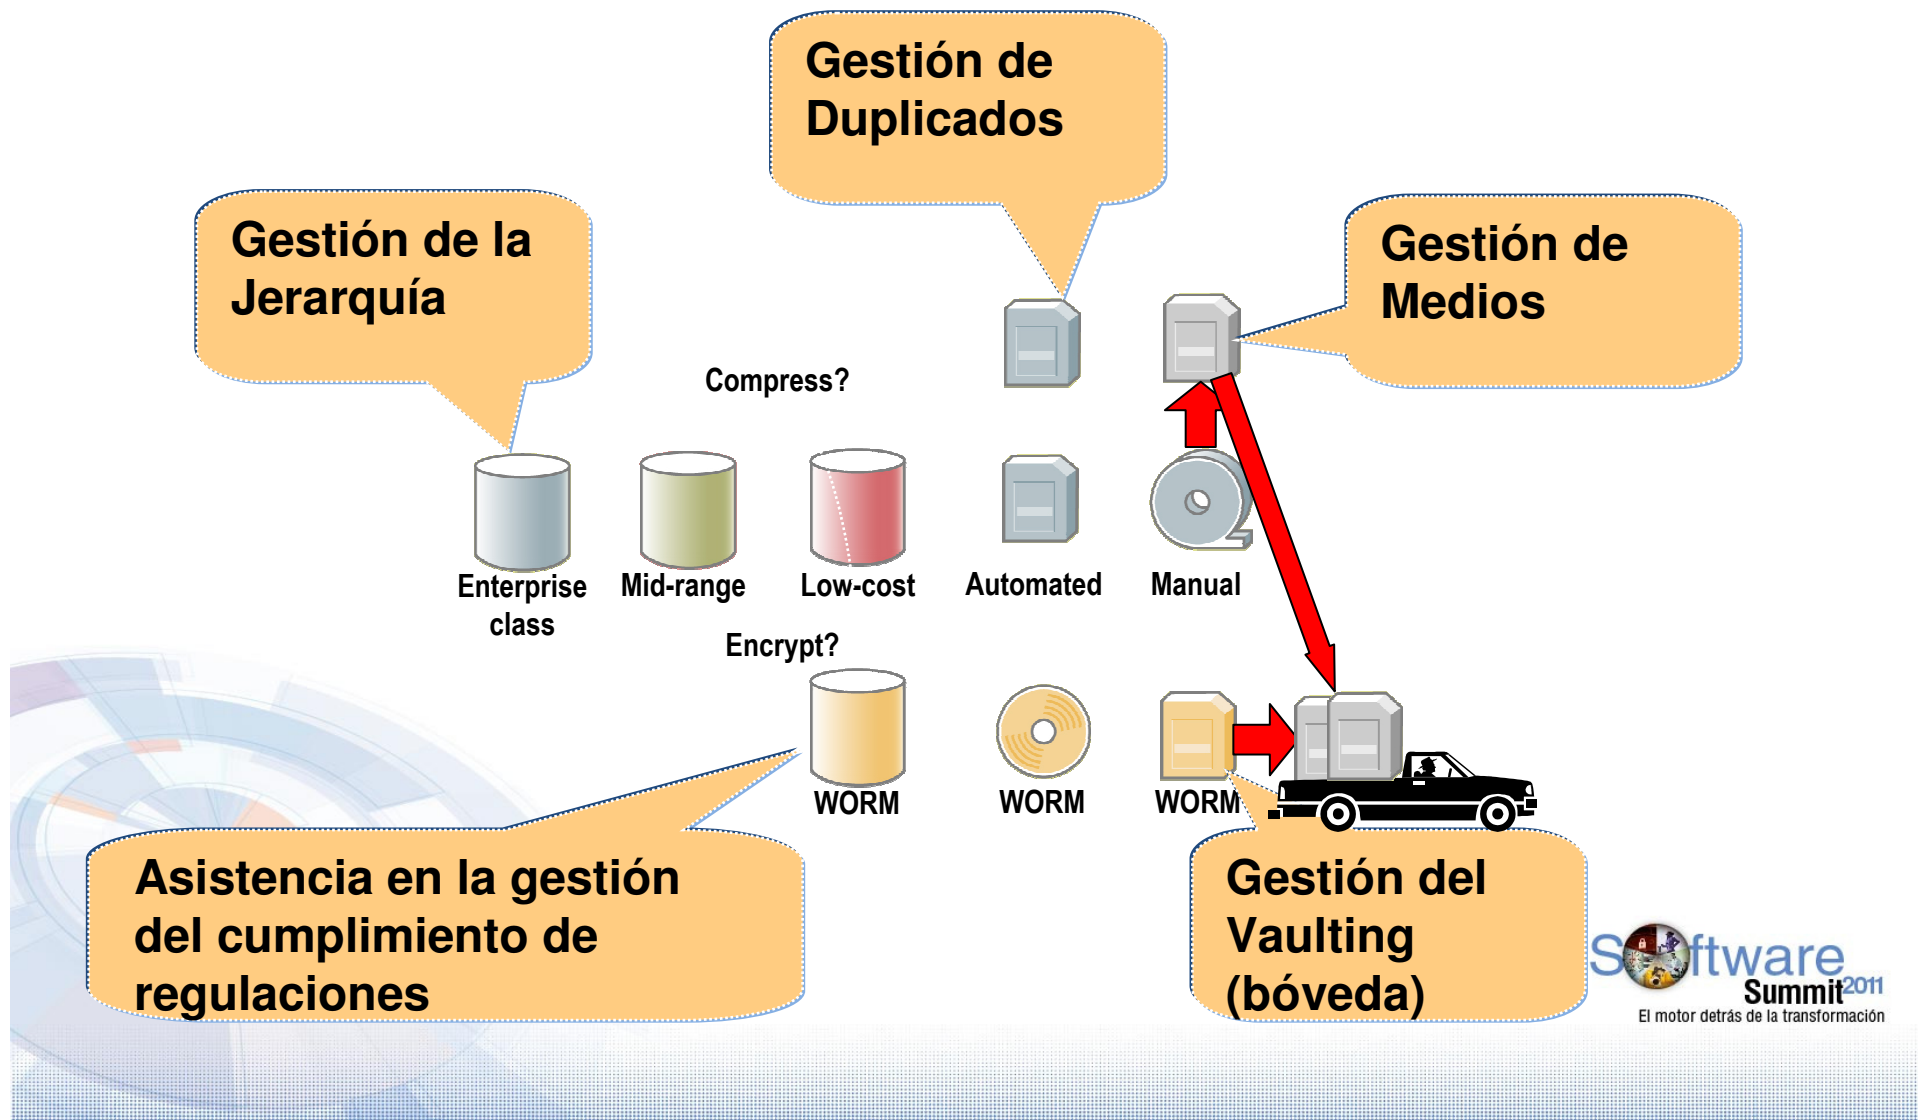 Gestión de
Duplicados
Gestión de la
Jerarquía
Gestión de
Medios
Compress?
Enterprise
class
Mid-range
Low-cost
Automated
Manual
Encrypt?
WORM
WORM
WORM
Asistencia en la gestión
del cumplimiento de
regulaciones
Gestión del
Vaulting
(bóveda)
Software
Summit2011
El motor detrás de la transformación